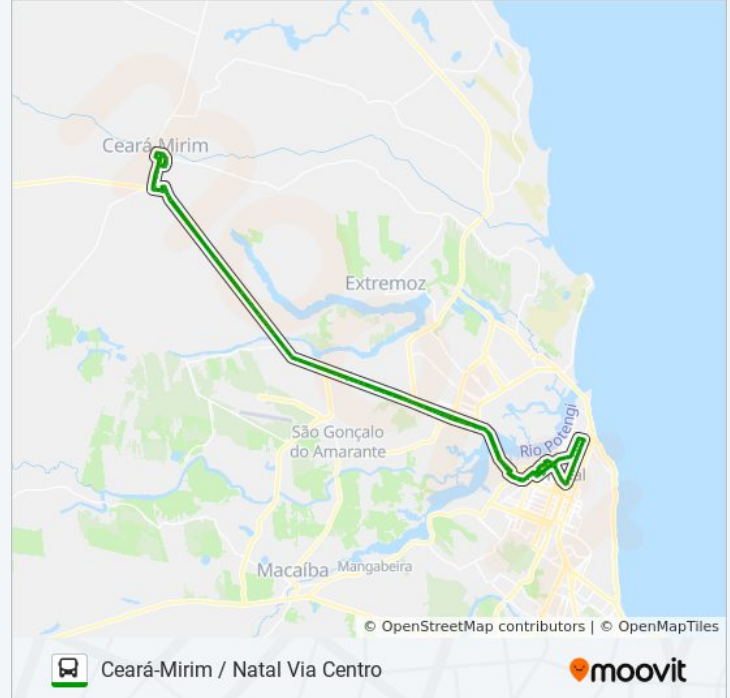 Ceará-Mirim
Extremoz
São Gonçalo
do Amarante
Rio Potengi
Natal
Macaíba
Mangabeira
© OpenStreetMap contributors | © OpenMapTiles
Ceará-Mirim / Natal Via Centro
moovit